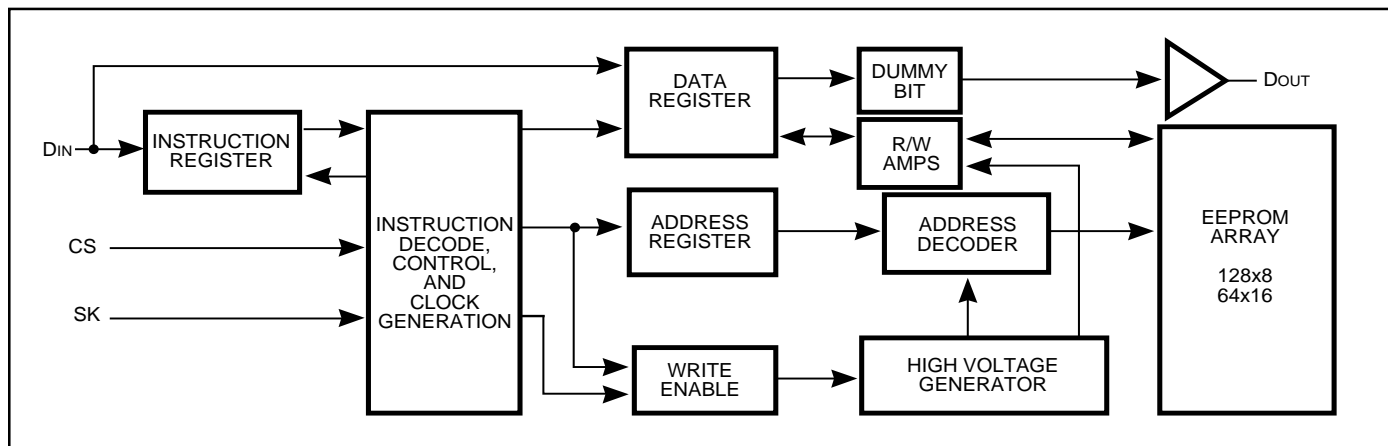 DIN
INSTRUCTION
REGISTER
CS
SK
INSTRUCTION
DECODE,
CONTROL,
AND
CLOCK
GENERATION
DATA
REGISTER
DUMMY
BIT
DOUT
R/W
AMPS
ADDRESS
REGISTER
ADDRESS
DECODER
WRITE
ENABLE
HIGH VOLTAGE
GENERATOR
EEPROM
ARRAY
128x8
64x16